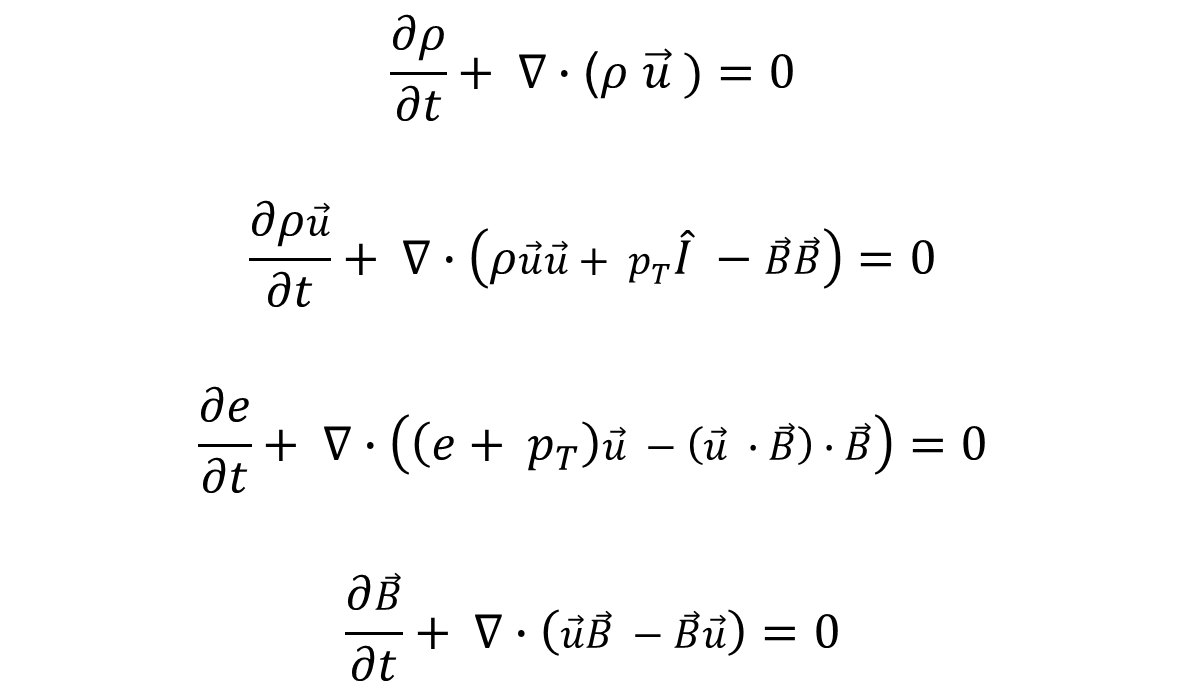 ∂ρ/∂t + ∇ · (ρ u⃗ ) = 0
∂ρu⃗/∂t + ∇ · (ρu⃗u⃗ + p_T Î − B⃗B⃗) = 0
∂e/∂t + ∇ · ((e + p_T)u⃗ − (u⃗ · B⃗) · B⃗) = 0
∂B⃗/∂t + ∇ · (u⃗B⃗ − B⃗u⃗) = 0